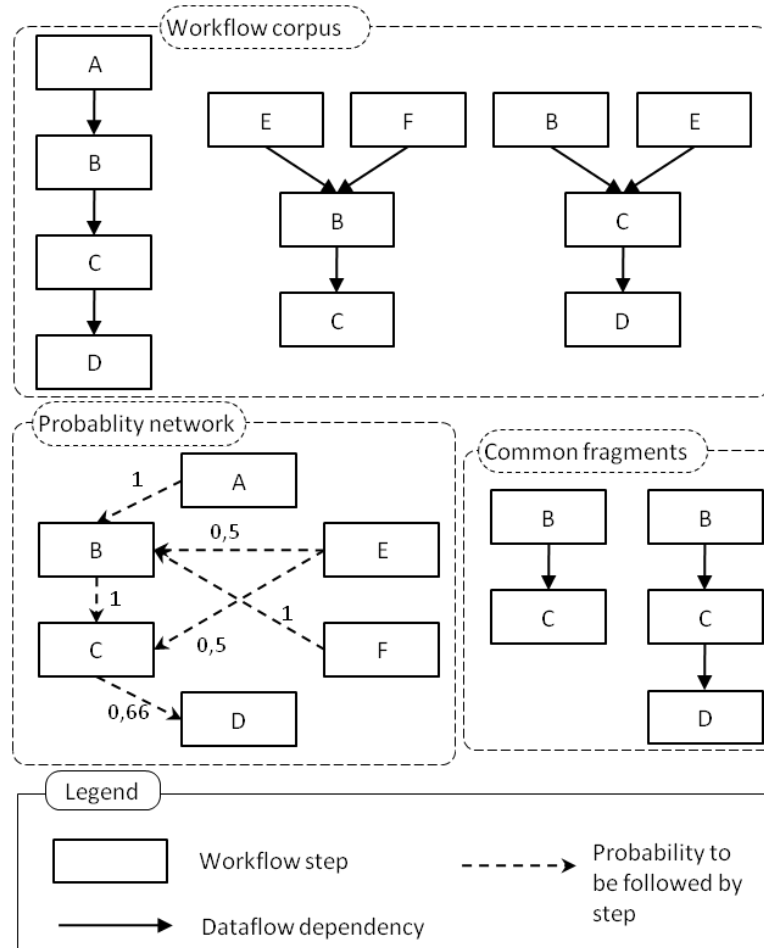 Workflow corpus
A
B
C
D
E
F
B
C
B
E
C
D
Probablity network
A
1
B
0,5
E
1
C
0,5
1
F
0,66
D
Common fragments
B
C
B
C
D
Legend
Workflow step
Dataflow dependency
Probability to
be followed by
step